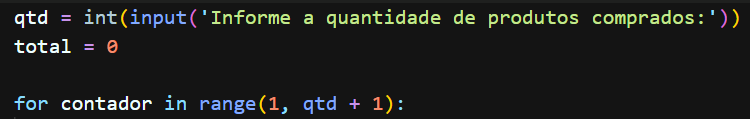 qtd = int(input('Informe a quantidade de produtos comprados:'))
total = 0
for contador in range(1, qtd + 1):